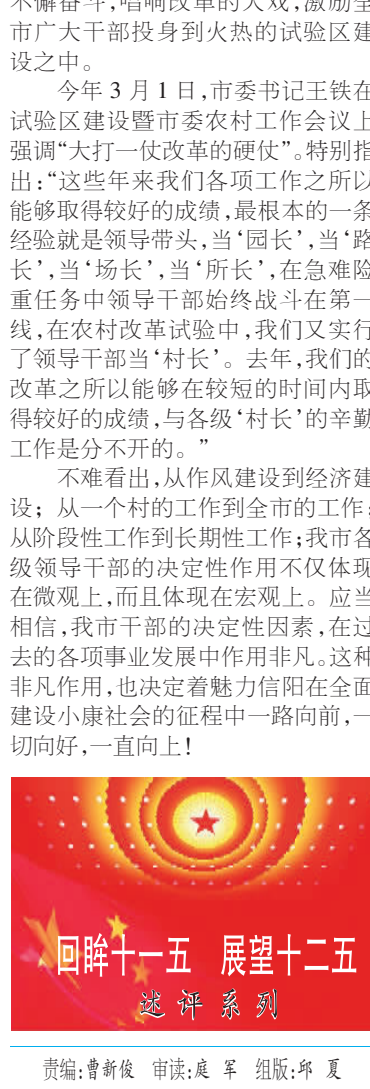 不懈奋斗,唱响改革的大戏,激励全
市广大干部投身到火热的试验区建
设之中。
今年3月1日,市委书记王铁在
试验区建设暨市委农村工作会议上
强调“大打一仗改革的硬仗”。特别指
出:“这些年来我们各项工作之所以
能够取得较好的成绩,最根本的一条
经验就是领导带头,当‘园长’,当‘路
长’,当‘场长’,当‘所长’,在急难险
重任务中领导干部始终战斗在第一
线,在农村改革试验中,我们又实行
了领导干部当‘村长’。去年,我们的
改革之所以能够在较短的时间内取
得较好的成绩,与各级‘村长’的辛勤
工作是分不开的。”
不难看出,从作风建设到经济建
设;从一个村的工作到全市的工作;
从阶段性工作到长期性工作;我市各
级领导干部的决定性作用不仅体现
在微观上,而且体现在宏观上。应当
相信,我市干部的决定性因素,在过
去的各项事业发展中作用非凡。这种
非凡作用,也决定着魅力信阳在全面
建设小康社会的征程中一路向前,一
切向好,一直向上!
回眸十一五 展望十二五
述评系列
责编:曹新俊 审读:庭 军 组版:邱 夏